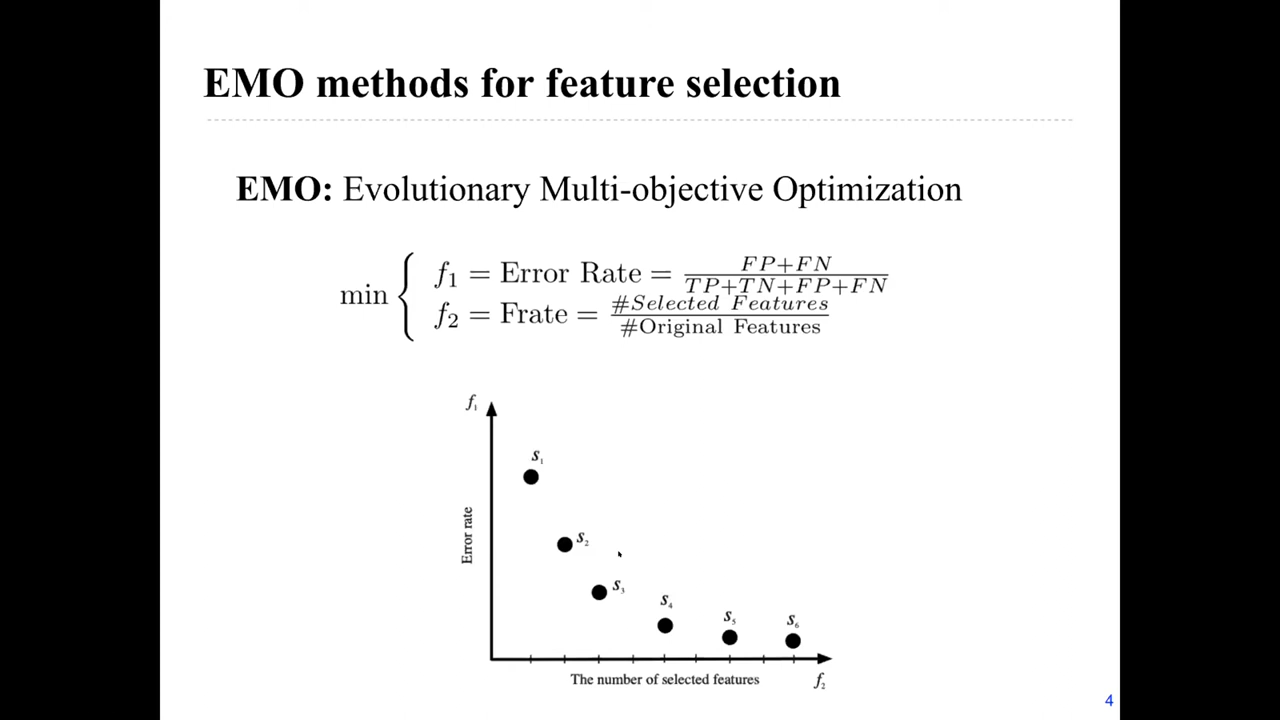 EMO methods for feature selection
EMO: Evolutionary Multi-objective Optimization
min { f₁ = Error Rate = FP+FN / TP+TN+FP+FN
f₂ = Frate = #Selected Features / #Original Features
f₁
S₁
Error rate
S₂
S₃
S₄
S₅
S₆
The number of selected features
f₂
4